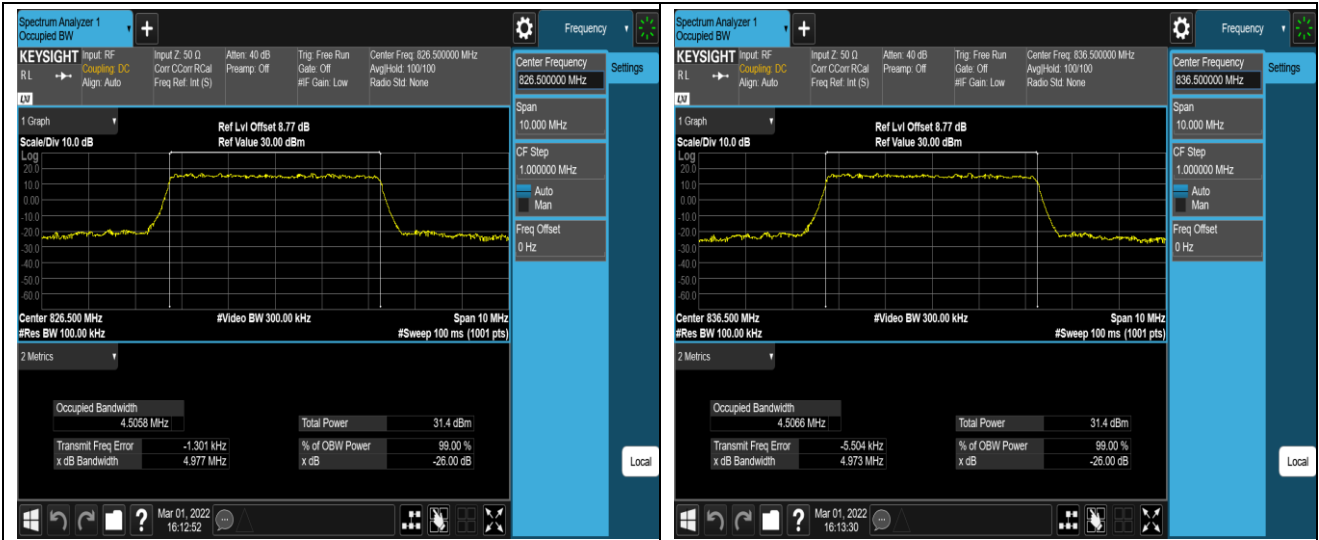 Spectrum Analyzer 1
Occupied BW
+
Frequency
KEYSIGHT
RL
LXI
Input: RF
Coupling: DC
Align: Auto
Input Z: 50 Ω
Corr CCorr RCal
Freq Ref: Int (S)
Atten: 40 dB
Preamp: Off
Trig: Free Run
Gate: Off
#IF Gain: Low
Center Freq: 826.500000 MHz
Avg|Hold: 100/100
Radio Std: None
Center Frequency
826.500000 MHz
Settings
Span
10.000 MHz
CF Step
1.000000 MHz
Auto
Man
Freq Offset
0 Hz
Local
1 Graph
Scale/Div 10.0 dB
Ref Lvl Offset 8.77 dB
Ref Value 30.00 dBm
Log
20.0
10.0
0.00
-10.0
-20.0
-30.0
-40.0
-50.0
-60.0
Center 826.500 MHz
#Video BW 300.00 kHz
Span 10 MHz
#Res BW 100.00 kHz
#Sweep 100 ms (1001 pts)
2 Metrics
Occupied Bandwidth
4.5058 MHz
Total Power 31.4 dBm
Transmit Freq Error -1.301 kHz
% of OBW Power 99.00 %
x dB Bandwidth 4.977 MHz
x dB -26.00 dB
?
Mar 01, 2022
16:12:52
Spectrum Analyzer 1
Occupied BW
+
Frequency
KEYSIGHT
RL
LXI
Input: RF
Coupling: DC
Align: Auto
Input Z: 50 Ω
Corr CCorr RCal
Freq Ref: Int (S)
Atten: 40 dB
Preamp: Off
Trig: Free Run
Gate: Off
#IF Gain: Low
Center Freq: 836.500000 MHz
Avg|Hold: 100/100
Radio Std: None
Center Frequency
836.500000 MHz
Settings
Span
10.000 MHz
CF Step
1.000000 MHz
Auto
Man
Freq Offset
0 Hz
Local
1 Graph
Scale/Div 10.0 dB
Ref Lvl Offset 8.77 dB
Ref Value 30.00 dBm
Log
20.0
10.0
0.00
-10.0
-20.0
-30.0
-40.0
-50.0
-60.0
Center 836.500 MHz
#Video BW 300.00 kHz
Span 10 MHz
#Res BW 100.00 kHz
#Sweep 100 ms (1001 pts)
2 Metrics
Occupied Bandwidth
4.5066 MHz
Total Power 31.4 dBm
Transmit Freq Error -5.504 kHz
% of OBW Power 99.00 %
x dB Bandwidth 4.973 MHz
x dB -26.00 dB
?
Mar 01, 2022
16:13:30